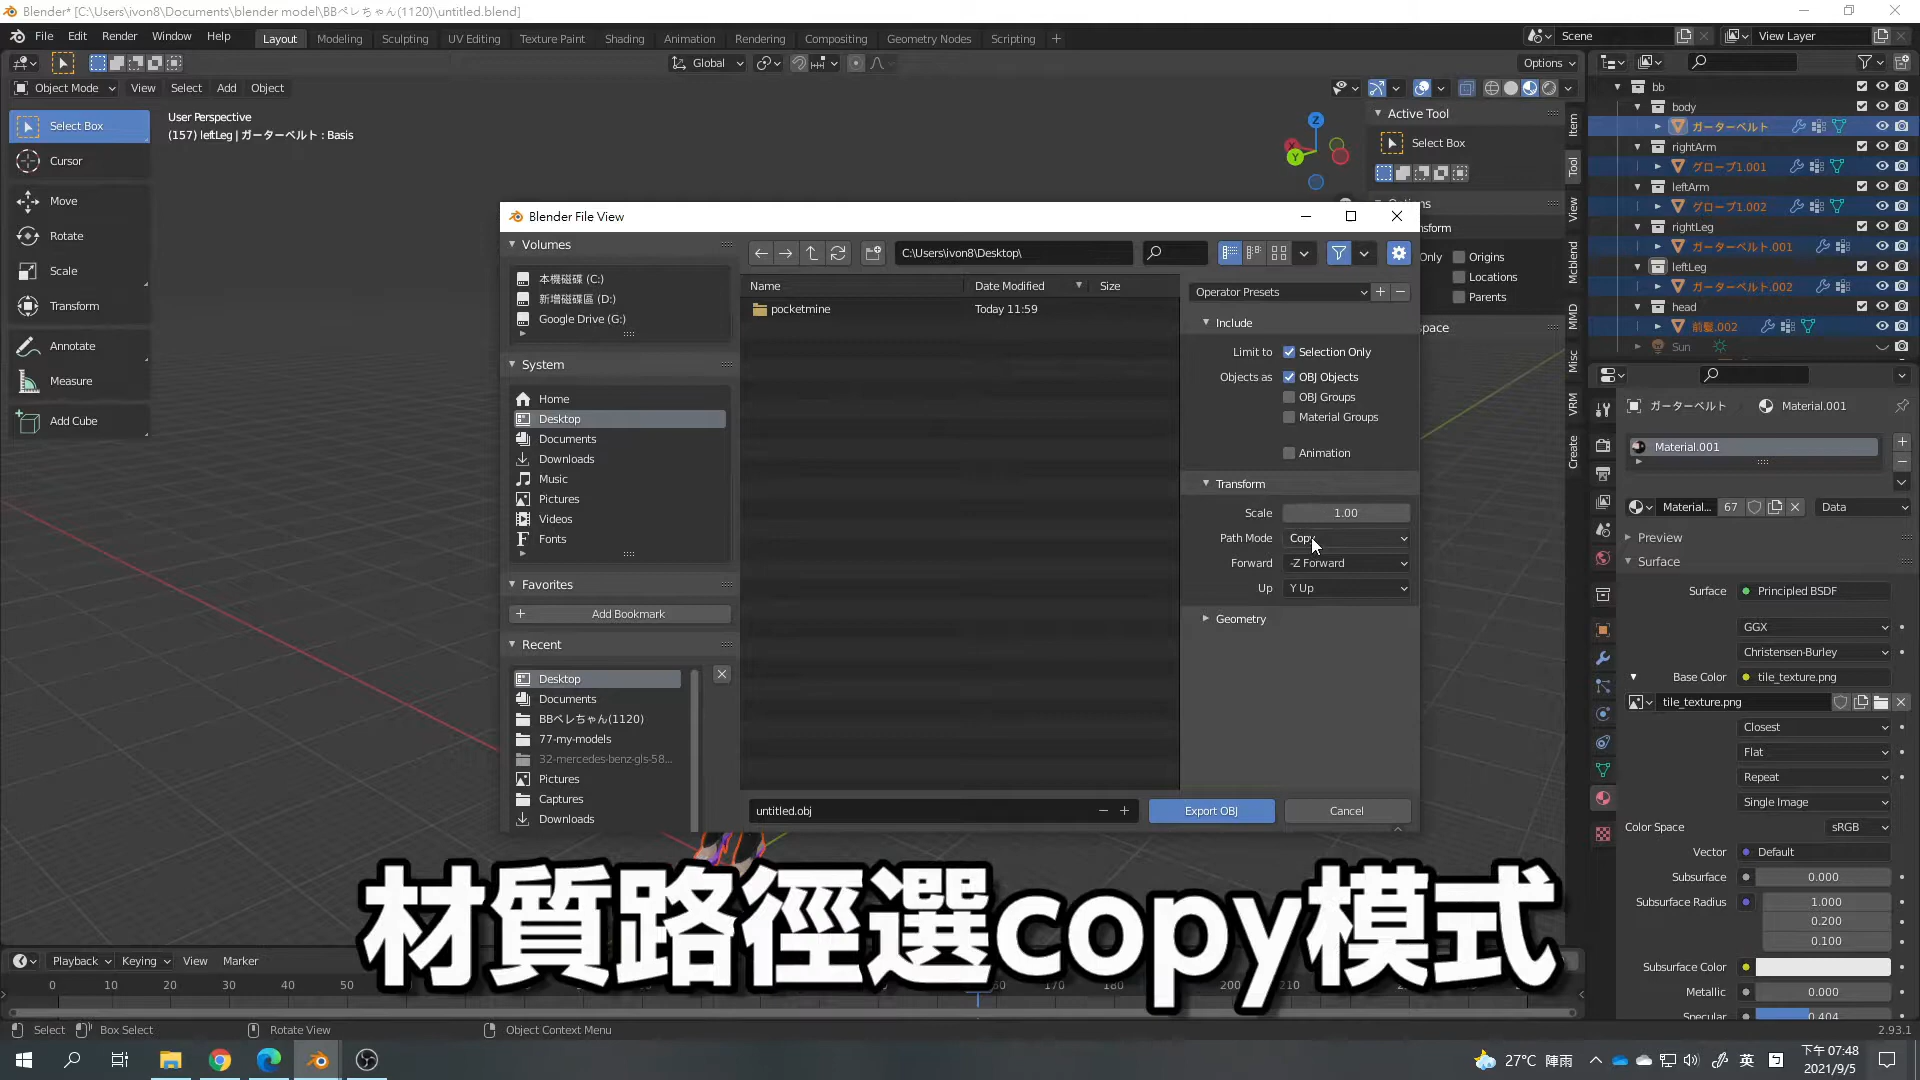 Blender* [C:\Users\ivon8\Documents\blender model\BBペレちゃん(1120)\untitled.blend]
File Edit Render Window Help
Layout Modeling Sculpting UV Editing Texture Paint Shading Animation Rendering Compositing Geometry Nodes Scripting +
Scene
View Layer
Global
Options
Object Mode View Select Add Object
Select Box
Cursor
Move
Rotate
Scale
Transform
Annotate
Measure
Add Cube
User Perspective
(157) leftLeg | ガーターベルト : Basis
Z
Y
Active Tool
Select Box
Origins
Locations
Parents
Item
Tool
View
Mcblend
MMD
Misc
VRM
Create
Blender File View
Volumes
本機磁碟 (C:)
新增磁碟區 (D:)
Google Drive (G:)
System
Home
Desktop
Documents
Downloads
Music
Pictures
Videos
Fonts
Favorites
Add Bookmark
Recent
Desktop
Documents
BBペレちゃん(1120)
77-my-models
32-mercedes-benz-gls-58...
Pictures
Captures
Downloads
C:\Users\ivon8\Desktop\
Name Date Modified Size
pocketmine Today 11:59
Operator Presets
Include
Limit to Selection Only
Objects as OBJ Objects
OBJ Groups
Material Groups
Animation
Transform
Scale 1.00
Path Mode Copy
Forward -Z Forward
Up Y Up
Geometry
untitled.obj
Export OBJ
Cancel
bb
body
ガーターベルト
rightArm
グローブ1.001
leftArm
グローブ1.002
rightLeg
ガーターベルト.001
leftLeg
ガーターベルト.002
head
前髪.002
Sun
ガーターベルト Material.001
Material.001
Material... 67 Data
Preview
Surface
Surface Principled BSDF
GGX
Christensen-Burley
Base Color tile_texture.png
tile_texture.png
Closest
Flat
Repeat
Single Image
Color Space sRGB
Vector Default
Subsurface 0.000
Subsurface Radius 1.000
0.200
0.100
Subsurface Color
Metallic 0.000
Specular 0.404
材質路徑選copy模式
Playback Keying View Marker
0 10 20 30 40 50
180 190 200 210
Select Box Select Rotate View Object Context Menu
2.93.1
27°C 陣雨
英
下午 07:48
2021/9/5